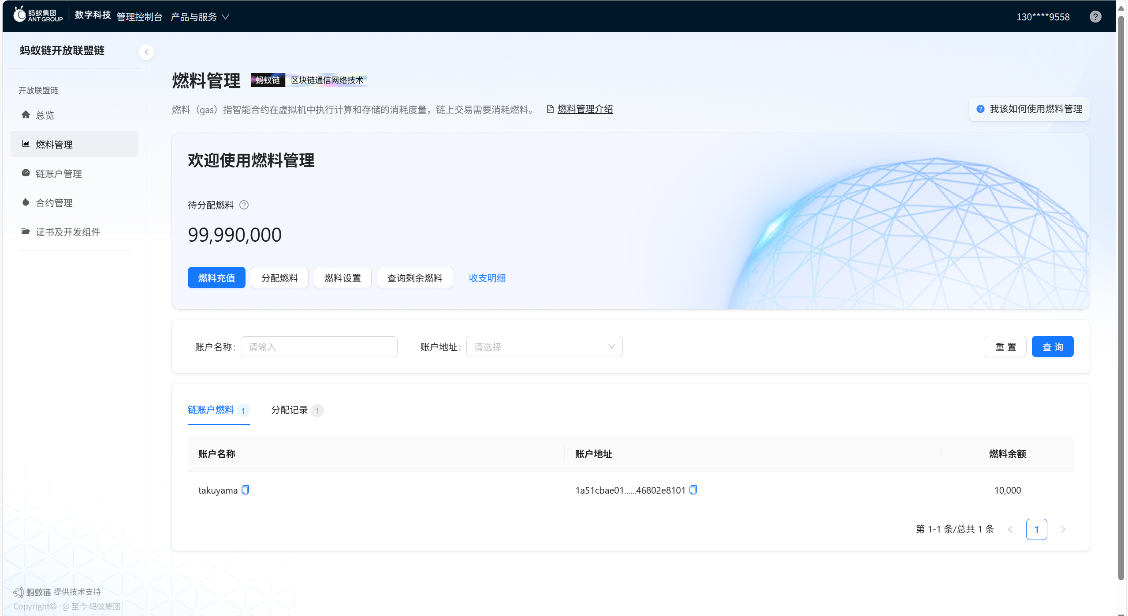 蚂蚁集团 ANT GROUP 数字科技 管理控制台 产品与服务 130****9558
蚂蚁链开放联盟链
开放联盟链
总览
燃料管理
链账户管理
合约管理
证书及开发组件
燃料管理 蚂蚁链 区块链通信网络技术
燃料（gas）指智能合约在虚拟机中执行计算和存储的消耗度量，链上交易需要消耗燃料。 燃料管理介绍
我该如何使用燃料管理
欢迎使用燃料管理
待分配燃料
99,990,000
燃料充值 分配燃料 燃料设置 查询剩余燃料 收支明细
账户名称: 请输入 账户地址: 请选择 重 置 查 询
链账户燃料 1 分配记录 1
账户名称 账户地址 燃料余额
takuyama 1a51cbae01......46802e8101 10,000
第 1-1 条/总共 1 条 < 1 >
蚂蚁链 提供技术支持
Copyright© @ 至今 蚂蚁集团